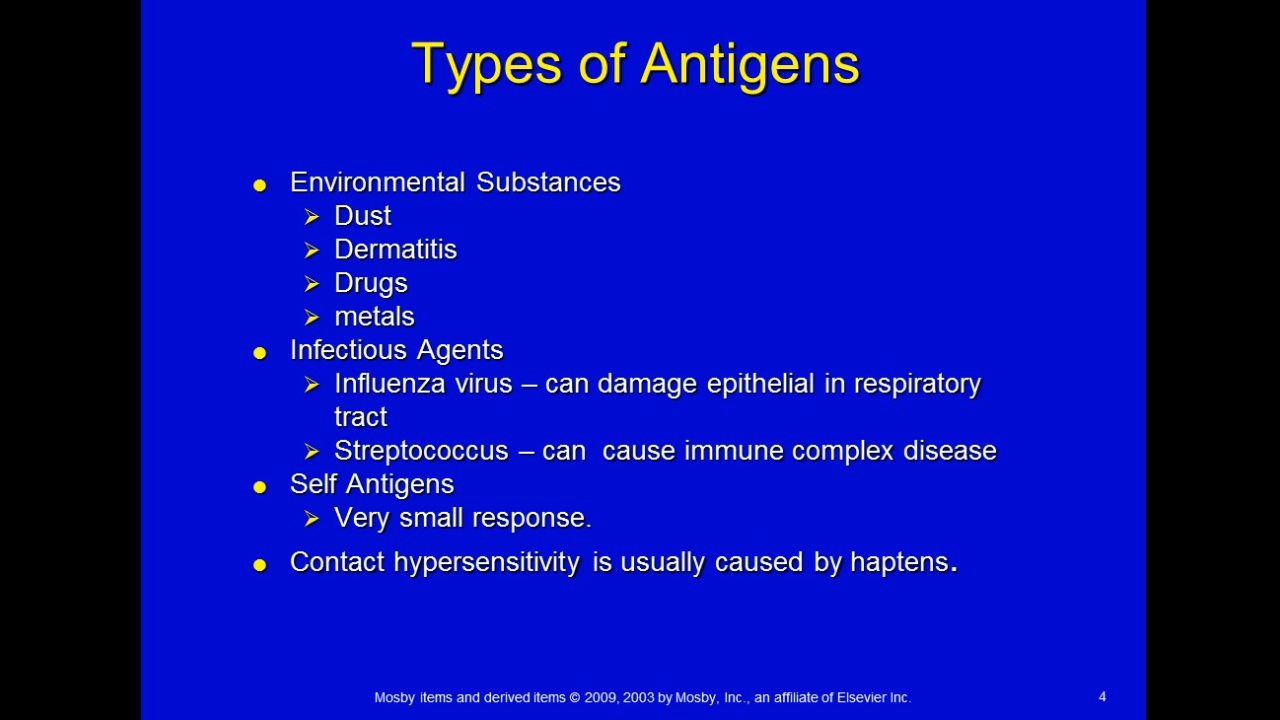 Types of Antigens
● Environmental Substances
➢ Dust
➢ Dermatitis
➢ Drugs
➢ metals
● Infectious Agents
➢ Influenza virus – can damage epithelial in respiratory
tract
➢ Streptococcus – can  cause immune complex disease
● Self Antigens
➢ Very small response.
● Contact hypersensitivity is usually caused by haptens.
Mosby items and derived items © 2009, 2003 by Mosby, Inc., an affiliate of Elsevier Inc.
4